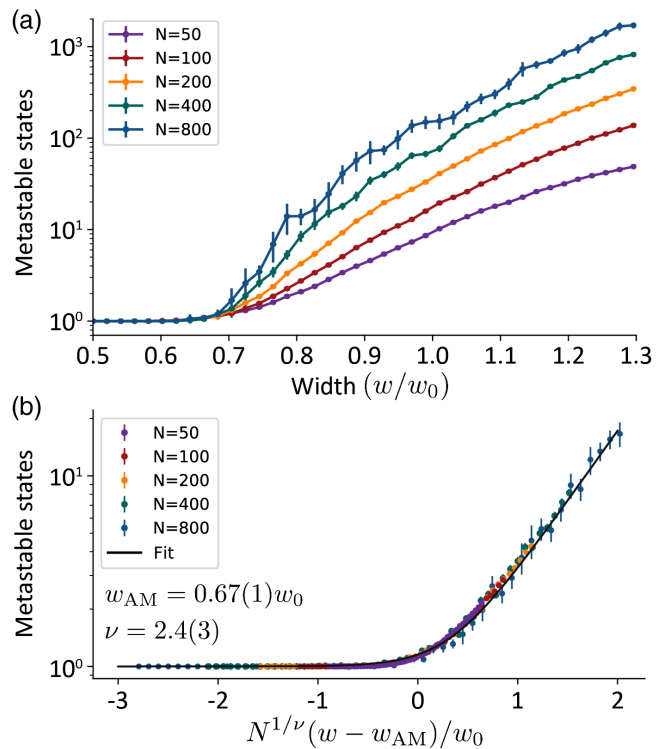 (a)
N=50
N=100
N=200
N=400
N=800
Metastable states
10³
10²
10¹
10⁰
0.5 0.6 0.7 0.8 0.9 1.0 1.1 1.2 1.3
Width (w/w₀)
(b)
N=50
N=100
N=200
N=400
N=800
Fit
w_AM = 0.67(1)w₀
ν = 2.4(3)
Metastable states
10¹
10⁰
-3 -2 -1 0 1 2
N^{1/ν}(w − w_AM)/w₀